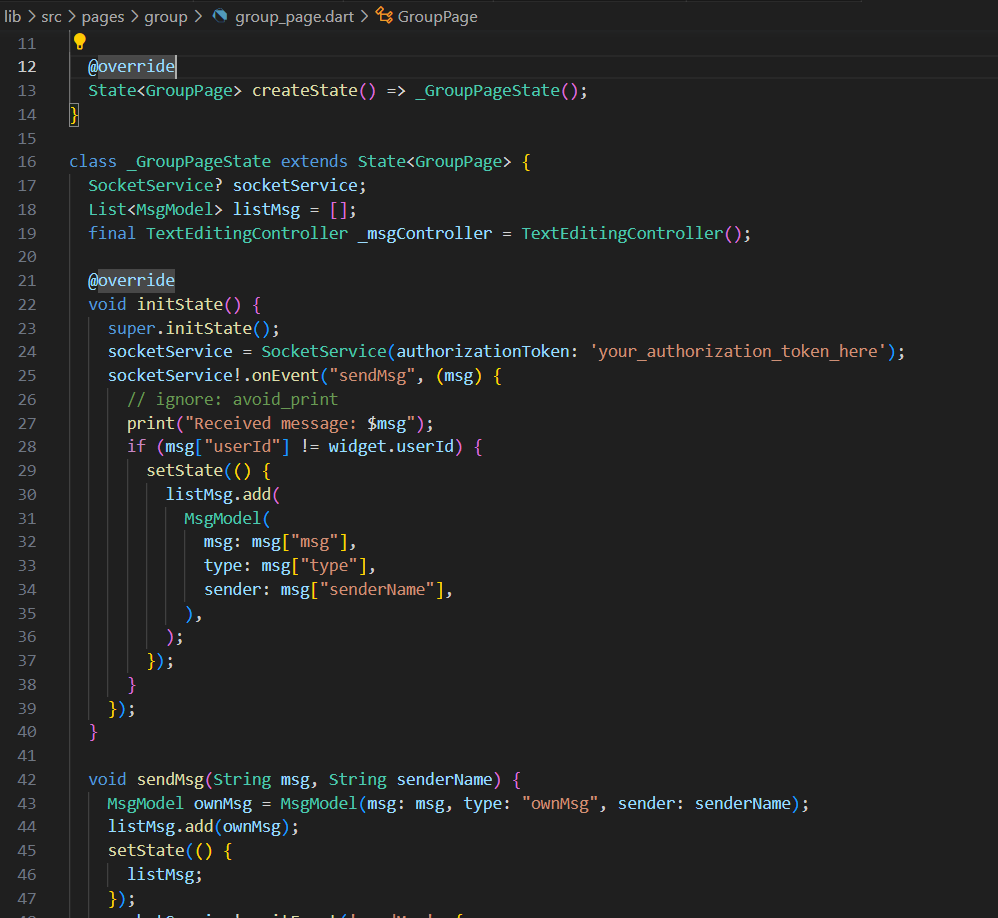 lib > src > pages > group > group_page.dart > GroupPage
11
12 @override
13 State<GroupPage> createState() => _GroupPageState();
14 }
15
16 class _GroupPageState extends State<GroupPage> {
17 SocketService? socketService;
18 List<MsgModel> listMsg = [];
19 final TextEditingController _msgController = TextEditingController();
20
21 @override
22 void initState() {
23 super.initState();
24 socketService = SocketService(authorizationToken: 'your_authorization_token_here');
25 socketService!.onEvent("sendMsg", (msg) {
26 // ignore: avoid_print
27 print("Received message: $msg");
28 if (msg["userId"] != widget.userId) {
29 setState(() {
30 listMsg.add(
31 MsgModel(
32 msg: msg["msg"],
33 type: msg["type"],
34 sender: msg["senderName"],
35 ),
36 );
37 });
38 }
39 });
40 }
41
42 void sendMsg(String msg, String senderName) {
43 MsgModel ownMsg = MsgModel(msg: msg, type: "ownMsg", sender: senderName);
44 listMsg.add(ownMsg);
45 setState(() {
46 listMsg;
47 });